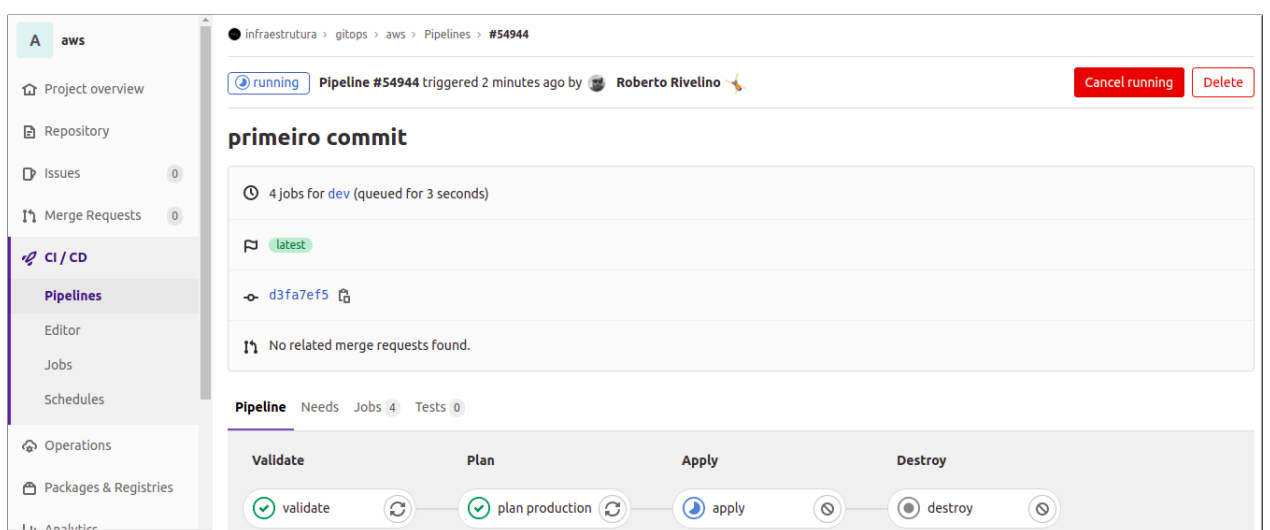 A aws
Project overview
Repository
Issues 0
Merge Requests 0
CI / CD
Pipelines
Editor
Jobs
Schedules
Operations
Packages & Registries
Analytics
infraestrutura > gitops > aws > Pipelines > #54944
running Pipeline #54944 triggered 2 minutes ago by Roberto Rivelino
Cancel running Delete
primeiro commit
4 jobs for dev (queued for 3 seconds)
latest
d3fa7ef5
No related merge requests found.
Pipeline Needs Jobs 4 Tests 0
Validate Plan Apply Destroy
validate plan production apply destroy